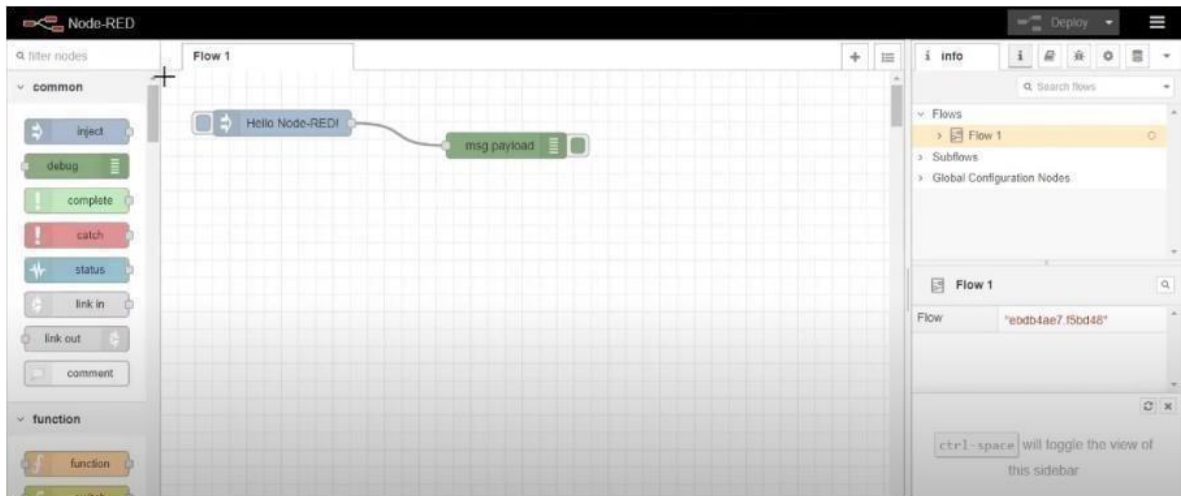 Node-RED
Deploy
filter nodes
Flow 1
info
common
Search flows
inject
debug
complete
catch
status
link in
link out
comment
function
function
switch
Hello Node-RED!
msg.payload
Flows
Flow 1
Subflows
Global Configuration Nodes
Flow 1
Flow "ebdb4ae7.f5bd48"
ctrl-space will toggle the view of
this sidebar